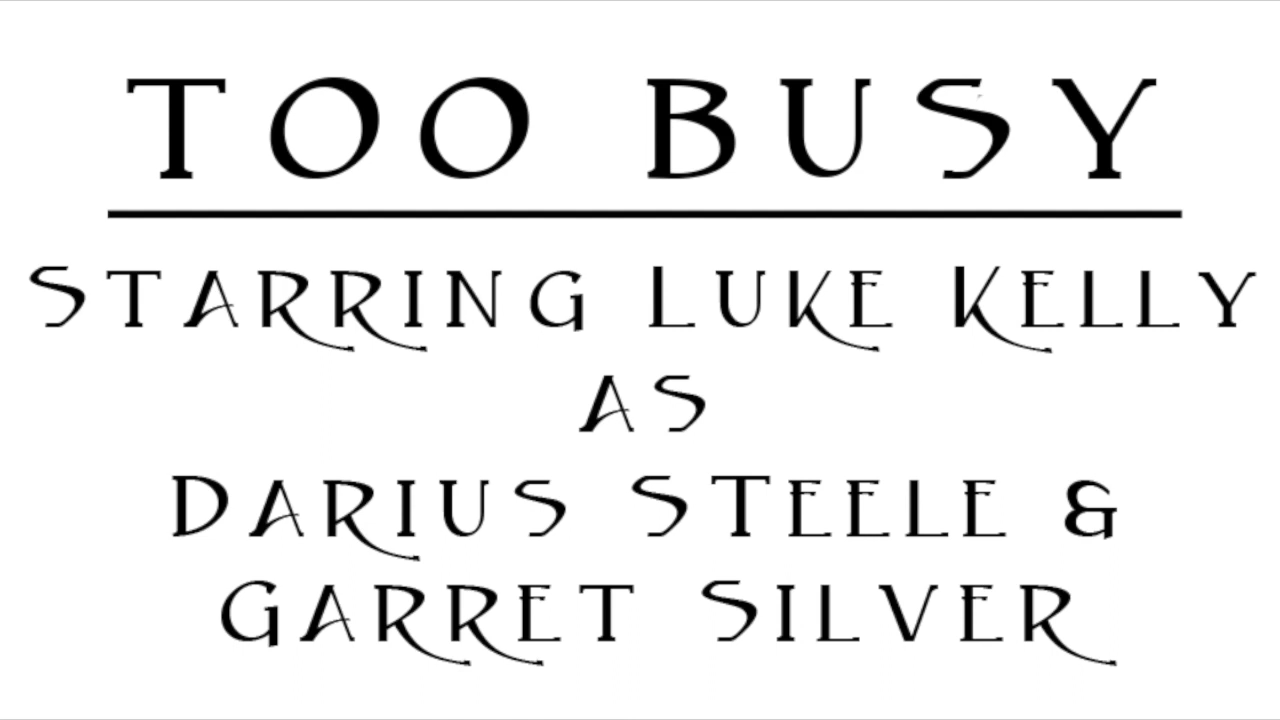 TOO BUSY
STARRING LUKE KELLY
AS
DARIUS STEELE &
GARRET SILVER